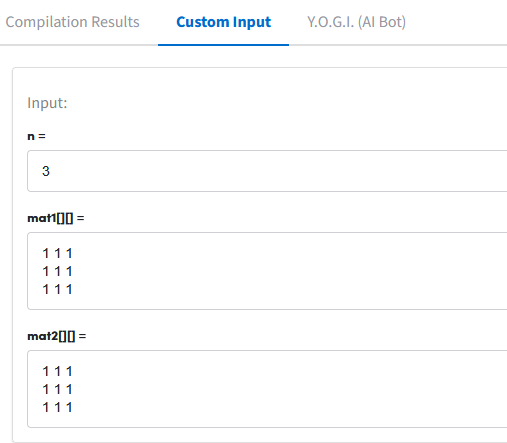 Compilation Results Custom Input Y.O.G.I. (AI Bot)
Input:
n =
3
mat1[][] =
1 1 1
1 1 1
1 1 1
mat2[][] =
1 1 1
1 1 1
1 1 1